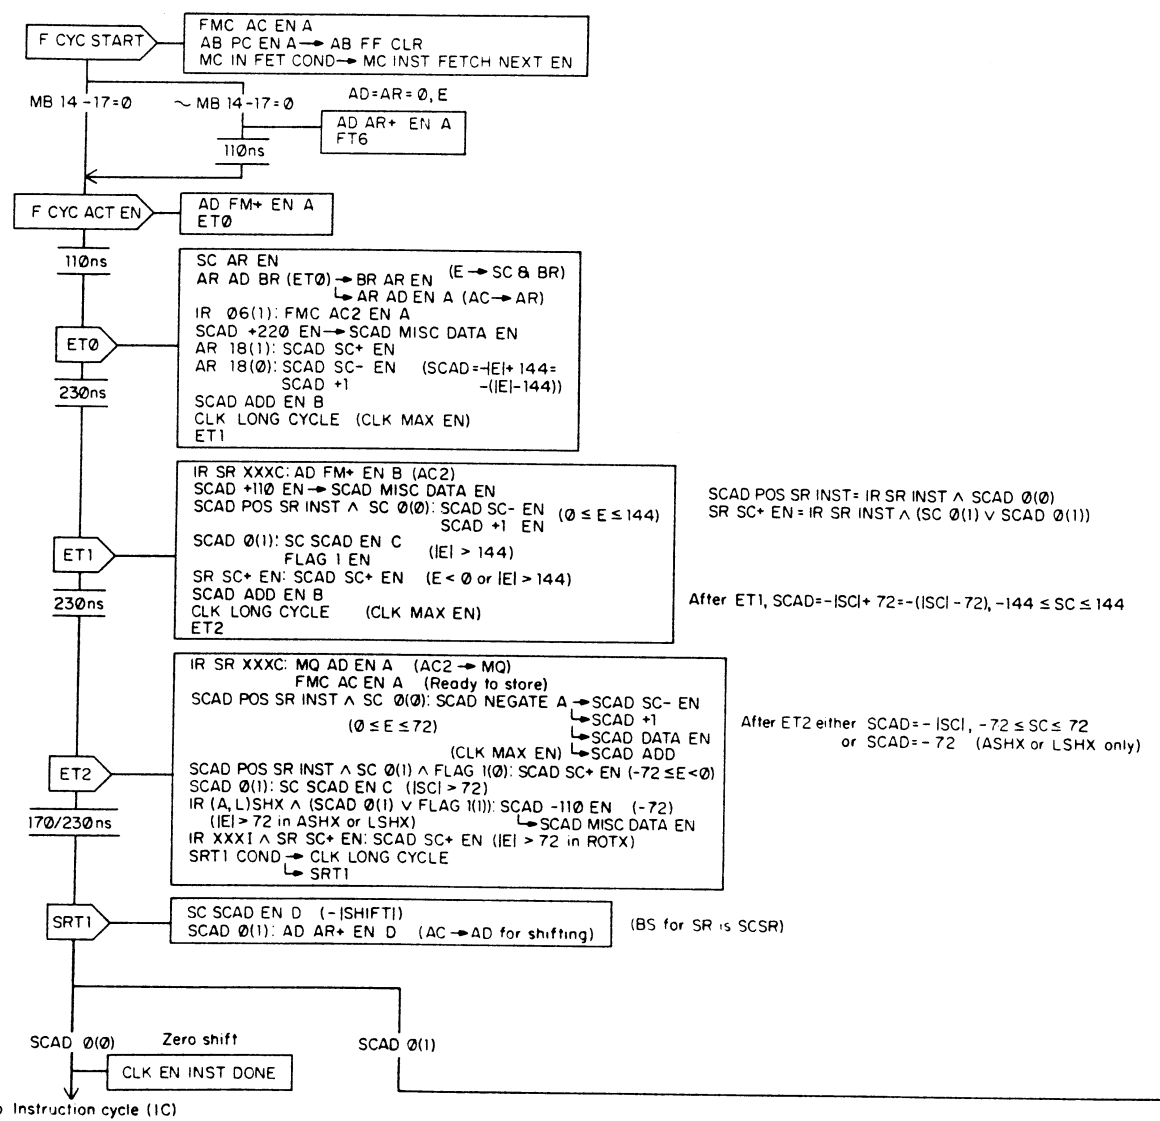 F CYC START
FMC AC EN A
AB PC EN A → AB FF CLR
MC IN FET COND → MC INST FETCH NEXT EN
MB 14-17=Ø
~ MB 14-17=Ø
AD=AR=Ø, E
AD AR+ EN A
FT6
11Øns
F CYC ACT EN
AD FM+ EN A
ETØ
11Øns
SC AR EN
AR AD BR (ETØ) → BR AR EN (E → SC & BR)
↳ AR AD EN A (AC → AR)
IR Ø6(1): FMC AC2 EN A
SCAD +22Ø EN → SCAD MISC DATA EN
AR 18(1): SCAD SC+ EN
AR 18(Ø): SCAD SC- EN (SCAD=-|E|+ 144=
SCAD +1 -(|E|-144))
SCAD ADD EN B
CLK LONG CYCLE (CLK MAX EN)
ET1
ETØ
23Øns
IR SR XXXC: AD FM+ EN B (AC2)
SCAD +11Ø EN → SCAD MISC DATA EN
SCAD POS SR INST ∧ SC Ø(Ø): SCAD SC- EN (Ø ≤ E ≤ 144)
SCAD +1 EN
SCAD Ø(1): SC SCAD EN C (|E| > 144)
FLAG 1 EN
SR SC+ EN: SCAD SC+ EN (E < Ø or |E| > 144)
SCAD ADD EN B
CLK LONG CYCLE (CLK MAX EN)
ET2
SCAD POS SR INST= IR SR INST ∧ SCAD Ø(Ø)
SR SC+ EN = IR SR INST ∧ (SC Ø(1) ∨ SCAD Ø(1))
After ET1, SCAD=-|SC|+ 72=-(|SC|-72), -144 ≤ SC ≤ 144
ET1
23Øns
IR SR XXXC: MQ AD EN A (AC2 → MQ)
FMC AC EN A (Ready to store)
SCAD POS SR INST ∧ SC Ø(Ø): SCAD NEGATE A → SCAD SC- EN
↳ SCAD +1
(Ø ≤ E ≤ 72) ↳ SCAD DATA EN
(CLK MAX EN) ↳ SCAD ADD
SCAD POS SR INST ∧ SC Ø(1) ∧ FLAG 1(Ø): SCAD SC+ EN (-72 ≤ E < Ø)
SCAD Ø(1): SC SCAD EN C (|SC| > 72)
IR (A,L)SHX ∧ (SCAD Ø(1) ∨ FLAG 1(1)): SCAD -11Ø EN (-72)
(|E| > 72 in ASHX or LSHX) ↳ SCAD MISC DATA EN
IR XXXI ∧ SR SC+ EN: SCAD SC+ EN (|E| > 72 in ROTX)
SRT1 COND → CLK LONG CYCLE
↳ SRT1
After ET2 either SCAD=-|SC|, -72 ≤ SC ≤ 72
or SCAD=-72 (ASHX or LSHX only)
ET2
17Ø/23Øns
SRT1
SC SCAD EN D (-|SHIFT|)
SCAD Ø(1): AD AR+ EN D (AC → AD for shifting)
(BS for SR is SCSR)
SCAD Ø(Ø)
Zero shift
SCAD Ø(1)
CLK EN INST DONE
Instruction cycle (IC)